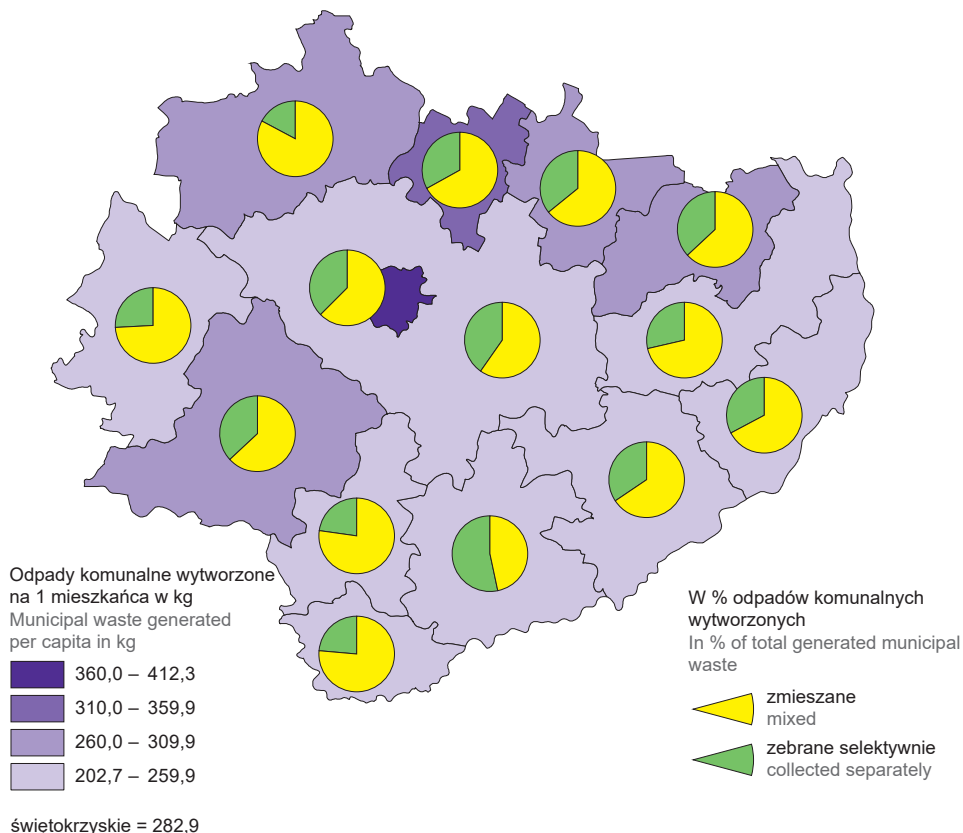 Odpady komunalne wytworzone
na 1 mieszkańca w kg
Municipal waste generated
per capita in kg
360,0 – 412,3
310,0 – 359,9
260,0 – 309,9
202,7 – 259,9
świętokrzyskie = 282,9
W % odpadów komunalnych
wytworzonych
In % of total generated municipal
waste
zmieszane
mixed
zebrane selektywnie
collected separately